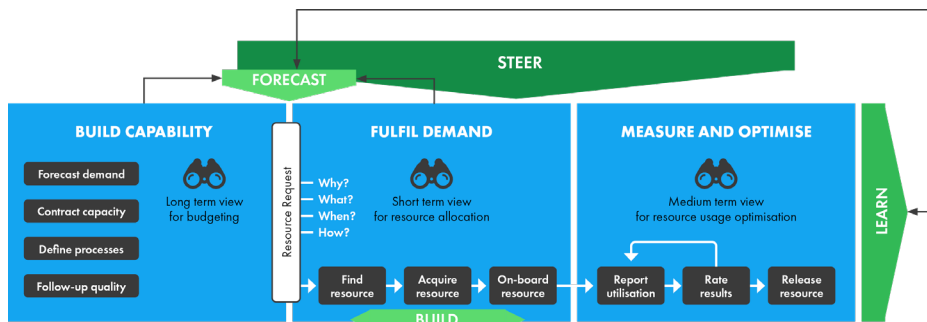 STEER
FORECAST
BUILD CAPABILITY
Forecast demand
Contract capacity
Define processes
Follow-up quality
Long term view
for budgeting
Resource Request
FULFIL DEMAND
Why?
What?
When?
How?
Short term view
for resource allocation
Find
resource
Acquire
resource
On-board
resource
BUILD
MEASURE AND OPTIMISE
Medium term view
for resource usage optimisation
Report
utilisation
Rate
results
Release
resource
LEARN